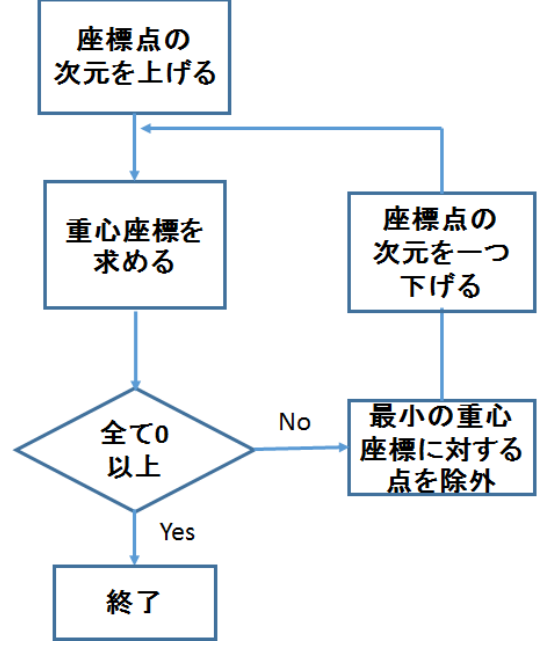 座標点の
次元を上げる
重心座標を
求める
全て0
以上
No
Yes
終了
座標点の
次元を一つ
下げる
最小の重心
座標に対する
点を除外